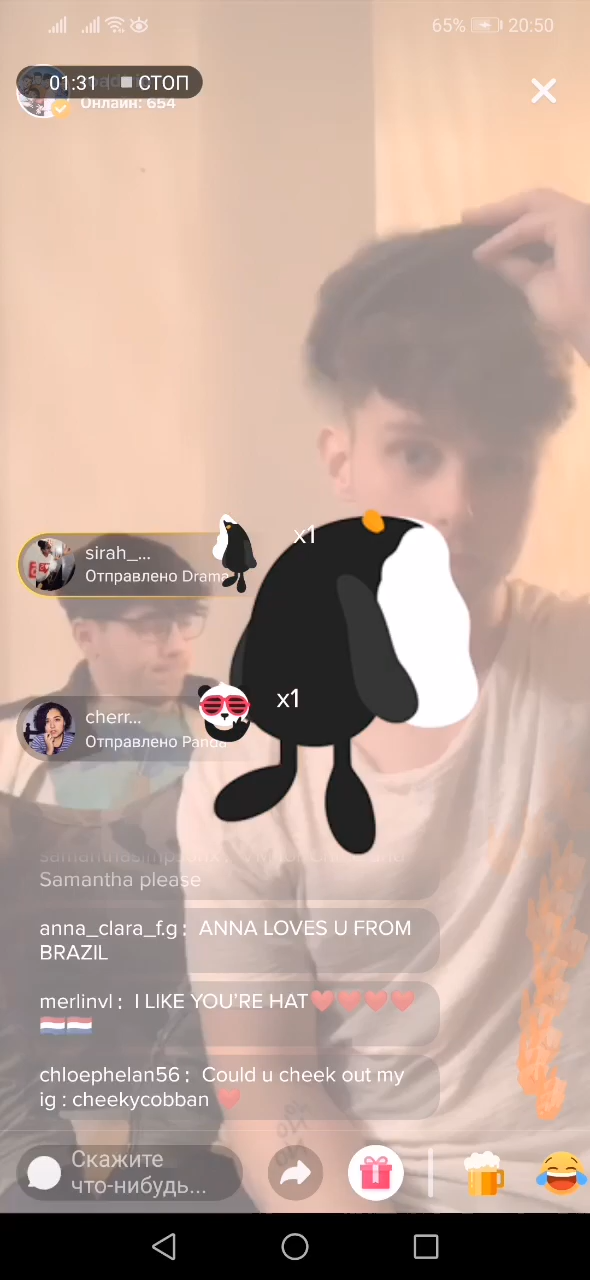 65% 20:50
01:31 СТОП
Онлайн: 654
x1
sirah_...
Отправлено Drama
x1
cherr...
Отправлено Panda
Samantha please
anna_clara_f.g : ANNA LOVES U FROM
BRAZIL
merlinvl : I LIKE YOU'RE HAT❤️❤️❤️❤️
🇳🇱🇳🇱
chloephelan56 : Could u cheek out my
ig : cheekycobban ❤️
Скажите
что-нибудь...